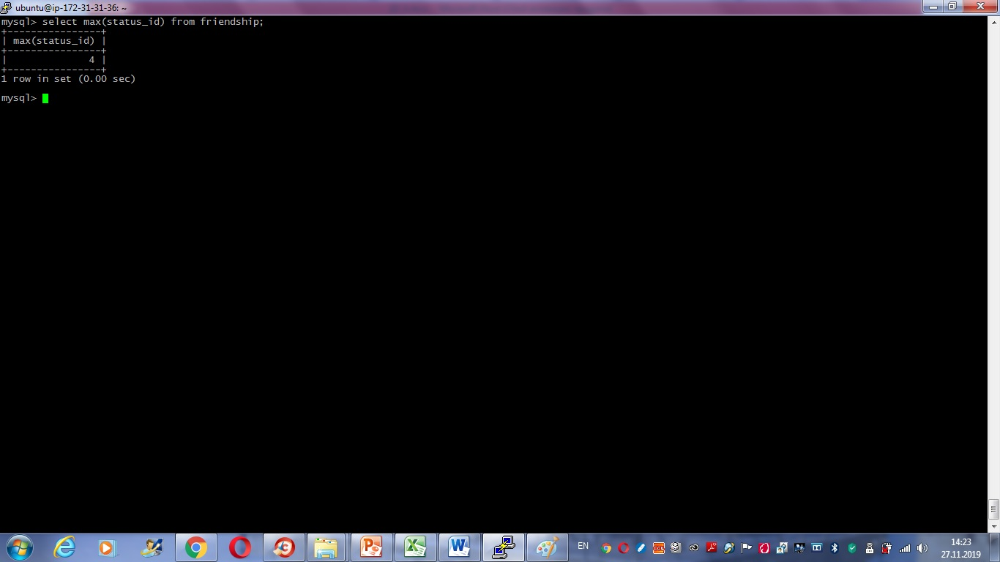 ubuntu@ip-172-31-31-36: ~
mysql> select max(status_id) from friendship;
+----------------+
| max(status_id) |
+----------------+
|              4 |
+----------------+
1 row in set (0.00 sec)
mysql>
EN
14:23
27.11.2019